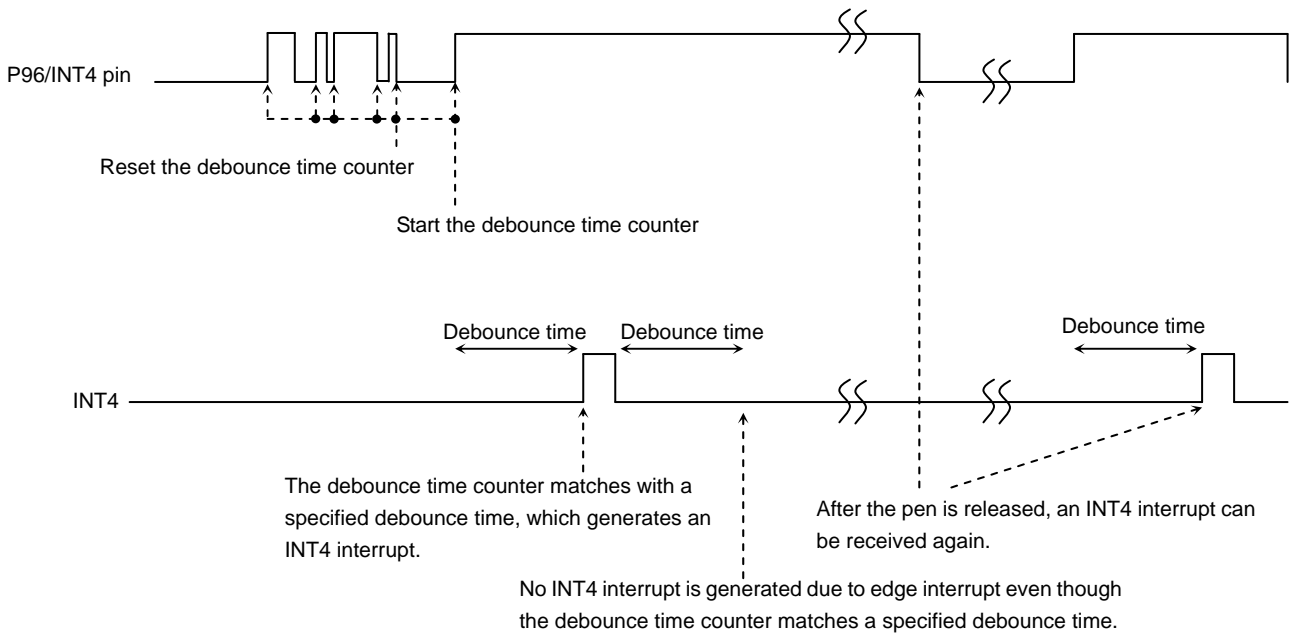 P96/INT4 pin
Reset the debounce time counter
Start the debounce time counter
Debounce time
Debounce time
Debounce time
INT4
The debounce time counter matches with a
specified debounce time, which generates an
INT4 interrupt.
After the pen is released, an INT4 interrupt can
be received again.
No INT4 interrupt is generated due to edge interrupt even though
the debounce time counter matches a specified debounce time.